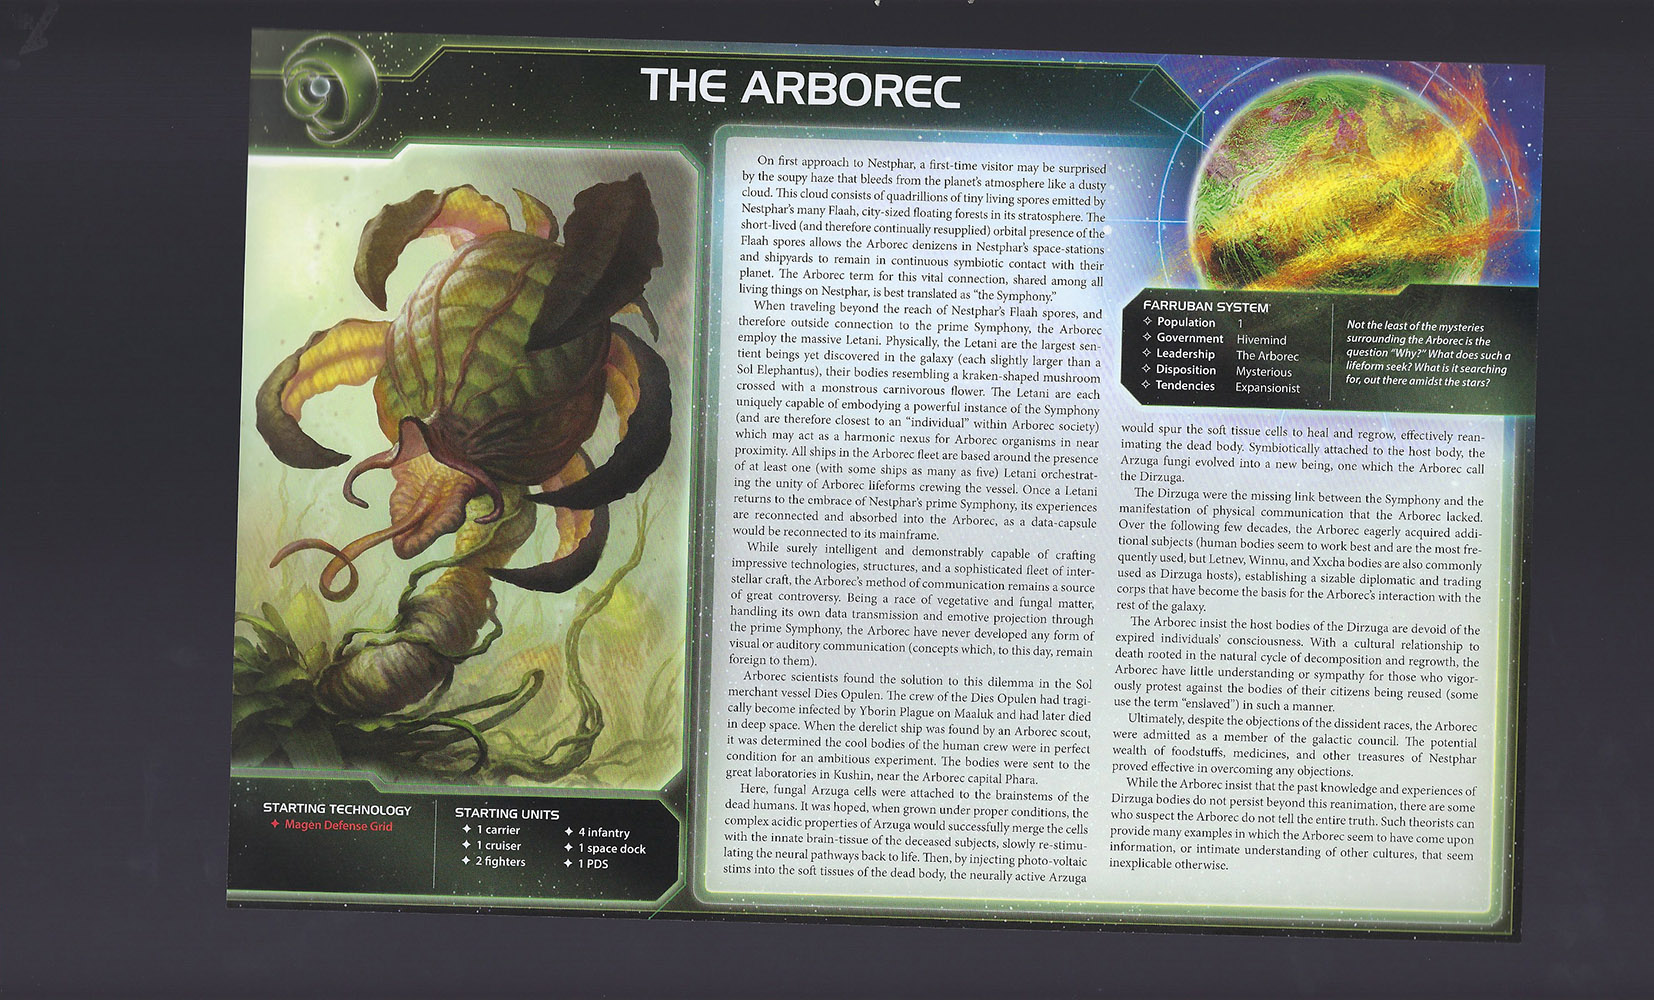 THE ARBOREC
On first approach to Nestphar, a first-time visitor may be surprised
by the soupy haze that bleeds from the planet's atmosphere like a dusty
cloud. This cloud consists of quadrillions of tiny living spores emitted by
Nestphar's many Flaah, city-sized floating forests in its stratosphere. The
short-lived (and therefore continually resupplied) orbital presence of the
Flaah spores allows the Arborec denizens in Nestphar's space-stations
and shipyards to remain in continuous symbiotic contact with their
planet. The Arborec term for this vital connection, shared among all
living things on Nestphar, is best translated as "the Symphony."
When traveling beyond the reach of Nestphar's Flaah spores, and
therefore outside connection to the prime Symphony, the Arborec
employ the massive Letani. Physically, the Letani are the largest sen-
tient beings yet discovered in the galaxy (each slightly larger than a
Sol Elephantus), their bodies resembling a kraken-shaped mushroom
crossed with a monstrous carnivorous flower. The Letani are each
uniquely capable of embodying a powerful instance of the Symphony
(and are therefore closest to an "individual" within Arborec society)
which may act as a harmonic nexus for Arborec organisms in near
proximity. All ships in the Arborec fleet are based around the presence
of at least one (with some ships as many as five) Letani orchestrat-
ing the unity of Arborec lifeforms crewing the vessel. Once a Letani
returns to the embrace of Nestphar's prime Symphony, its experiences
are reconnected and absorbed into the Arborec, as a data-capsule
would be reconnected to its mainframe.
While surely intelligent and demonstrably capable of crafting
impressive technologies, structures, and a sophisticated fleet of inter-
stellar craft, the Arborec's method of communication remains a source
of great controversy. Being a race of vegetative and fungal matter,
handling its own data transmission and emotive projection through
the prime Symphony, the Arborec have never developed any form of
visual or auditory communication (concepts which, to this day, remain
foreign to them).
Arborec scientists found the solution to this dilemma in the Sol
merchant vessel Dies Opulen. The crew of the Dies Opulen had tragi-
cally become infected by Yborin Plague on Maaluk and had later died
in deep space. When the derelict ship was found by an Arborec scout,
it was determined the cool bodies of the human crew were in perfect
condition for an ambitious experiment. The bodies were sent to the
great laboratories in Kushin, near the Arborec capital Phara.
Here, fungal Arzuga cells were attached to the brainstems of the
dead humans. It was hoped, when grown under proper conditions, the
complex acidic properties of Arzuga would successfully merge the cells
with the innate brain-tissue of the deceased subjects, slowly re-stimu-
lating the neural pathways back to life. Then, by injecting photo-voltaic
stims into the soft tissues of the dead body, the neurally active Arzuga
FARRUBAN SYSTEM
Population 1
Government Hivemind
Leadership The Arborec
Disposition Mysterious
Tendencies Expansionist
Not the least of the mysteries
surrounding the Arborec is the
question "Why?" What does such a
lifeform seek? What is it searching
for, out there amidst the stars?
would spur the soft tissue cells to heal and regrow, effectively rean-
imating the dead body. Symbiotically attached to the host body, the
Arzuga fungi evolved into a new being, one which the Arborec call
the Dirzuga.
The Dirzuga were the missing link between the Symphony and the
manifestation of physical communication that the Arborec lacked.
Over the following few decades, the Arborec eagerly acquired addi-
tional subjects (human bodies seem to work best and are the most fre-
quently used, but Letnev, Winnu, and Xxcha bodies are also commonly
used as Dirzuga hosts), establishing a sizable diplomatic and trading
corps that have become the basis for the Arborec's interaction with the
rest of the galaxy.
The Arborec insist the host bodies of the Dirzuga are devoid of the
expired individuals' consciousness. With a cultural relationship to
death rooted in the natural cycle of decomposition and regrowth, the
Arborec have little understanding or sympathy for those who vigor-
ously protest against the bodies of their citizens being reused (some
use the term "enslaved") in such a manner.
Ultimately, despite the objections of the dissident races, the Arborec
were admitted as a member of the galactic council. The potential
wealth of foodstuffs, medicines, and other treasures of Nestphar
proved effective in overcoming any objections.
While the Arborec insist that the past knowledge and experiences of
Dirzuga bodies do not persist beyond this reanimation, there are some
who suspect the Arborec do not tell the entire truth. Such theorists can
provide many examples in which the Arborec seem to have come upon
information, or intimate understanding of other cultures, that seem
inexplicable otherwise.
STARTING TECHNOLOGY
Magen Defense Grid
STARTING UNITS
1 carrier
1 cruiser
2 fighters
4 infantry
1 space dock
1 PDS